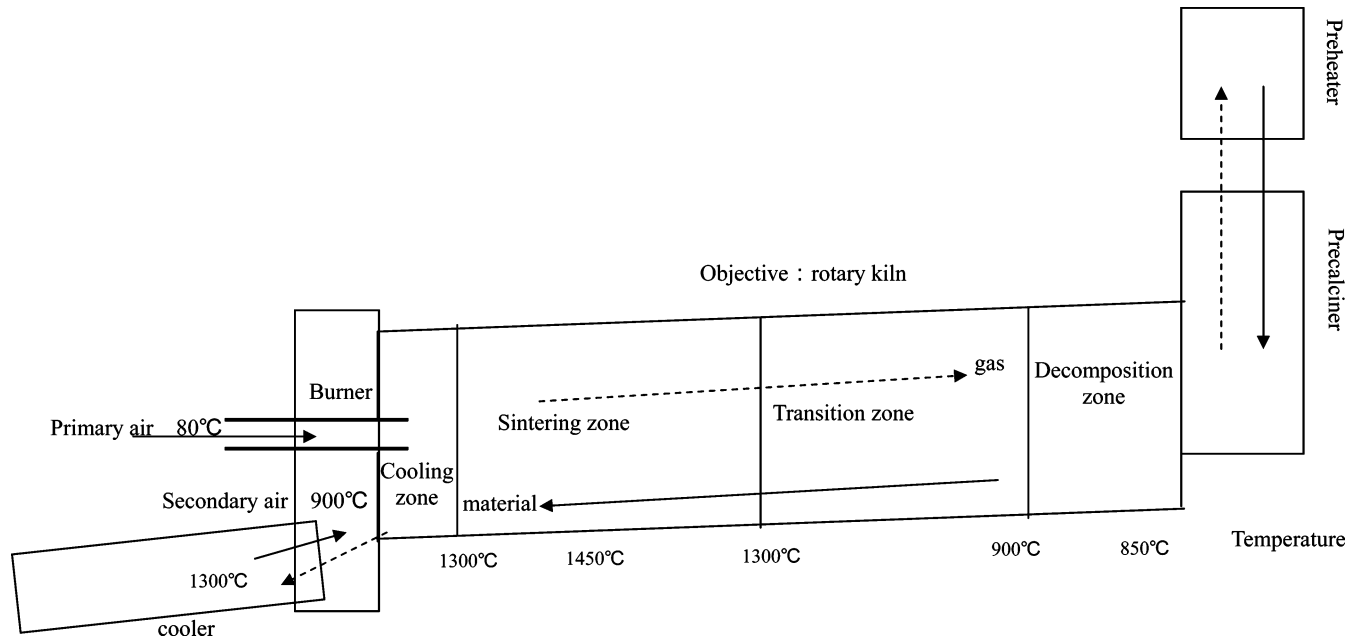 Preheater
Precalciner
Objective：rotary kiln
gas
Decomposition
zone
Burner
Transition zone
Sintering zone
Primary air 80℃
Cooling
zone
Secondary air 900℃
material
1300℃
1450℃
1300℃
900℃
850℃
Temperature
1300℃
cooler